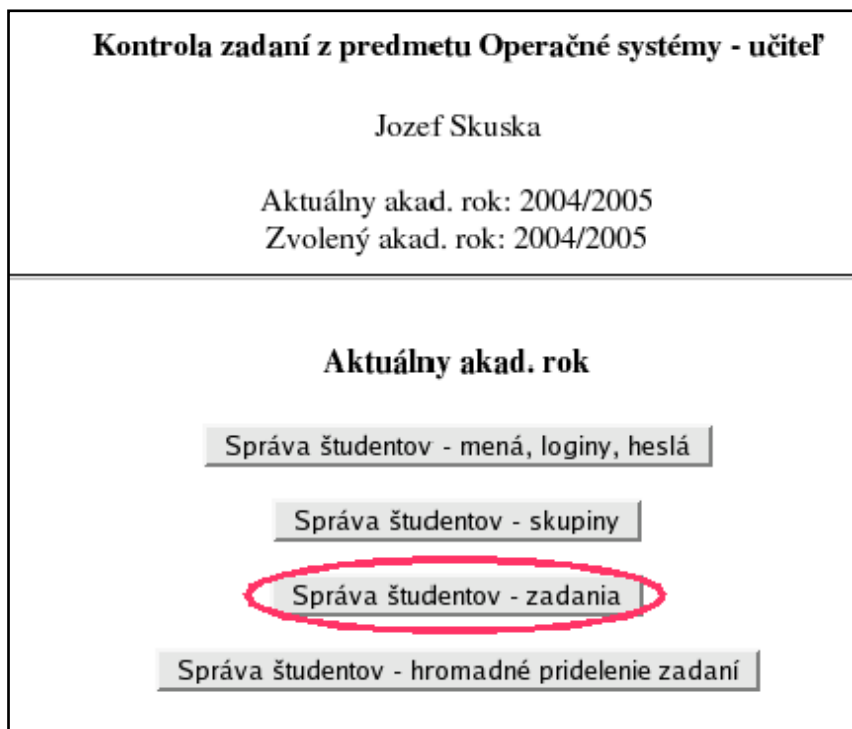 Kontrola zadaní z predmetu Operačné systémy - učiteľ
Jozef Skuska
Aktuálny akad. rok: 2004/2005
Zvolený akad. rok: 2004/2005
Aktuálny akad. rok
Správa študentov - mená, loginy, heslá
Správa študentov - skupiny
Správa študentov - zadania
Správa študentov - hromadné pridelenie zadaní